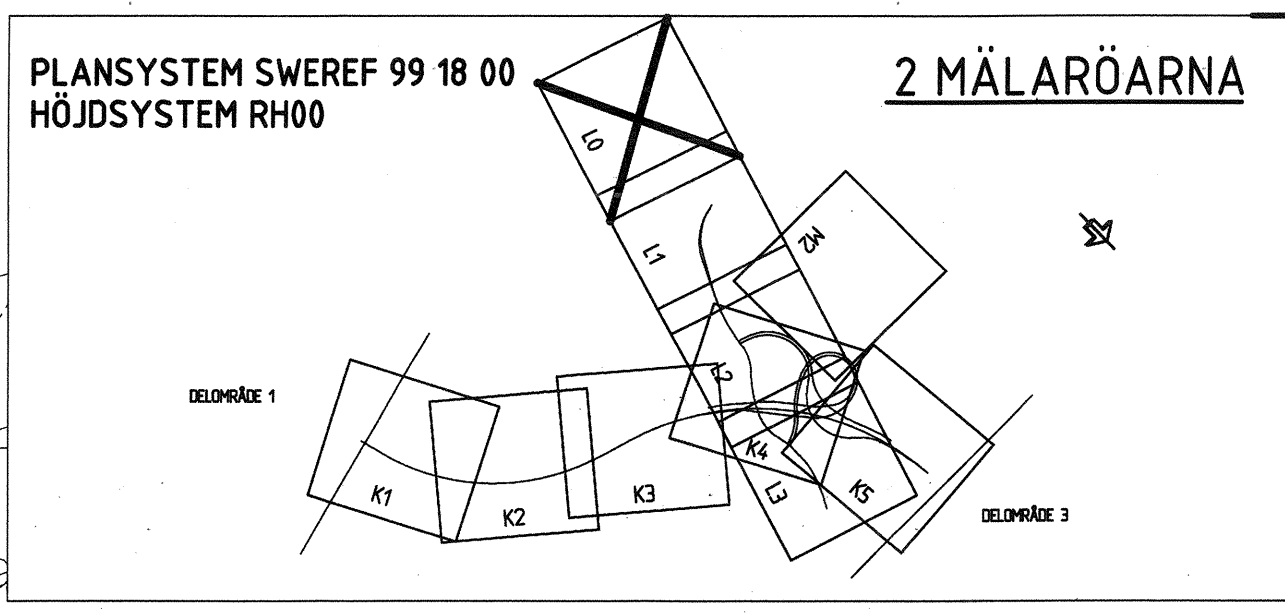 PLANSYSTEM SWEREF 99 18 00
HÖJDSYSTEM RH00
2 MÄLARÖARNA
L0
L1
M2
L2
DELOMRÅDE 1
K1
K2
K3
K4
L3
K5
DELOMRÅDE 3